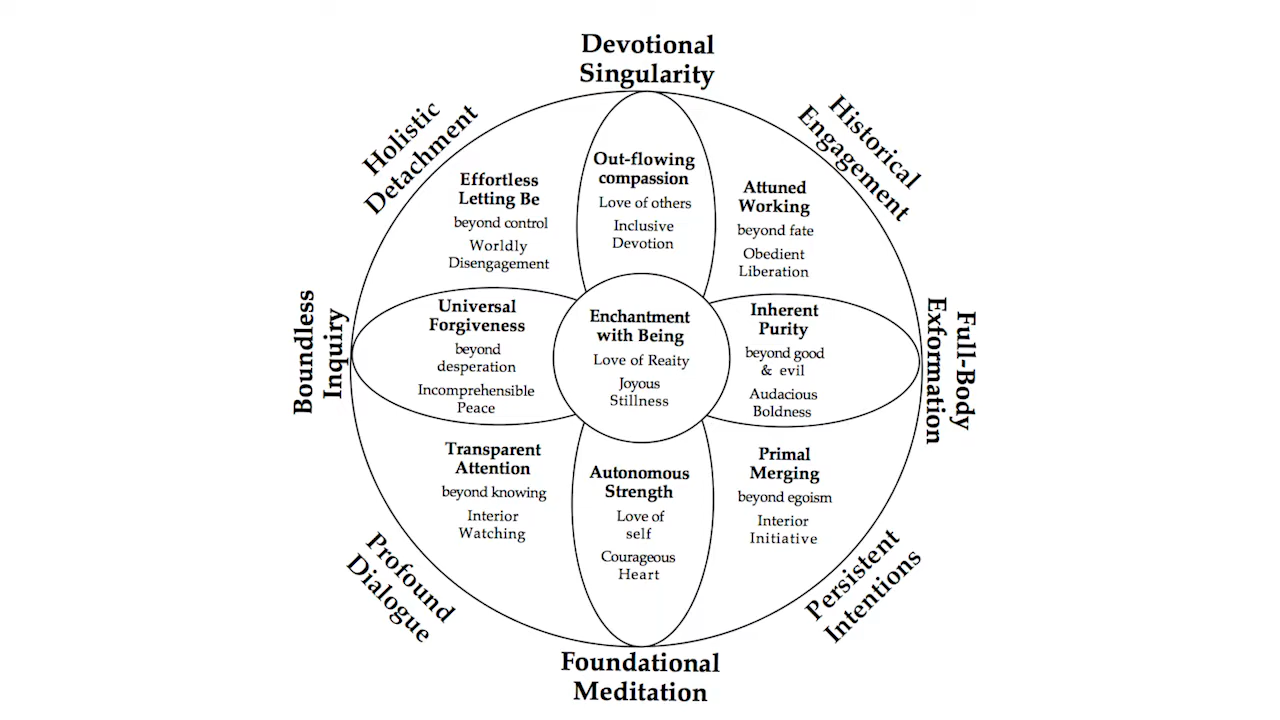 Devotional
Singularity
Holistic
Detachment
Historical
Engagement
Out-flowing
compassion
Love of others
Inclusive
Devotion
Effortless
Letting Be
beyond control
Worldly
Disengagement
Attuned
Working
beyond fate
Obedient
Liberation
Boundless
Inquiry
Universal
Forgiveness
beyond
desperation
Incomprehensible
Peace
Enchantment
with Being
Love of Reaity
Joyous
Stillness
Inherent
Purity
beyond good
& evil
Audacious
Boldness
Full-Body
Exformation
Transparent
Attention
beyond knowing
Interior
Watching
Autonomous
Strength
Love of
self
Courageous
Heart
Primal
Merging
beyond egoism
Interior
Initiative
Profound
Dialogue
Persistent
Intentions
Foundational
Meditation